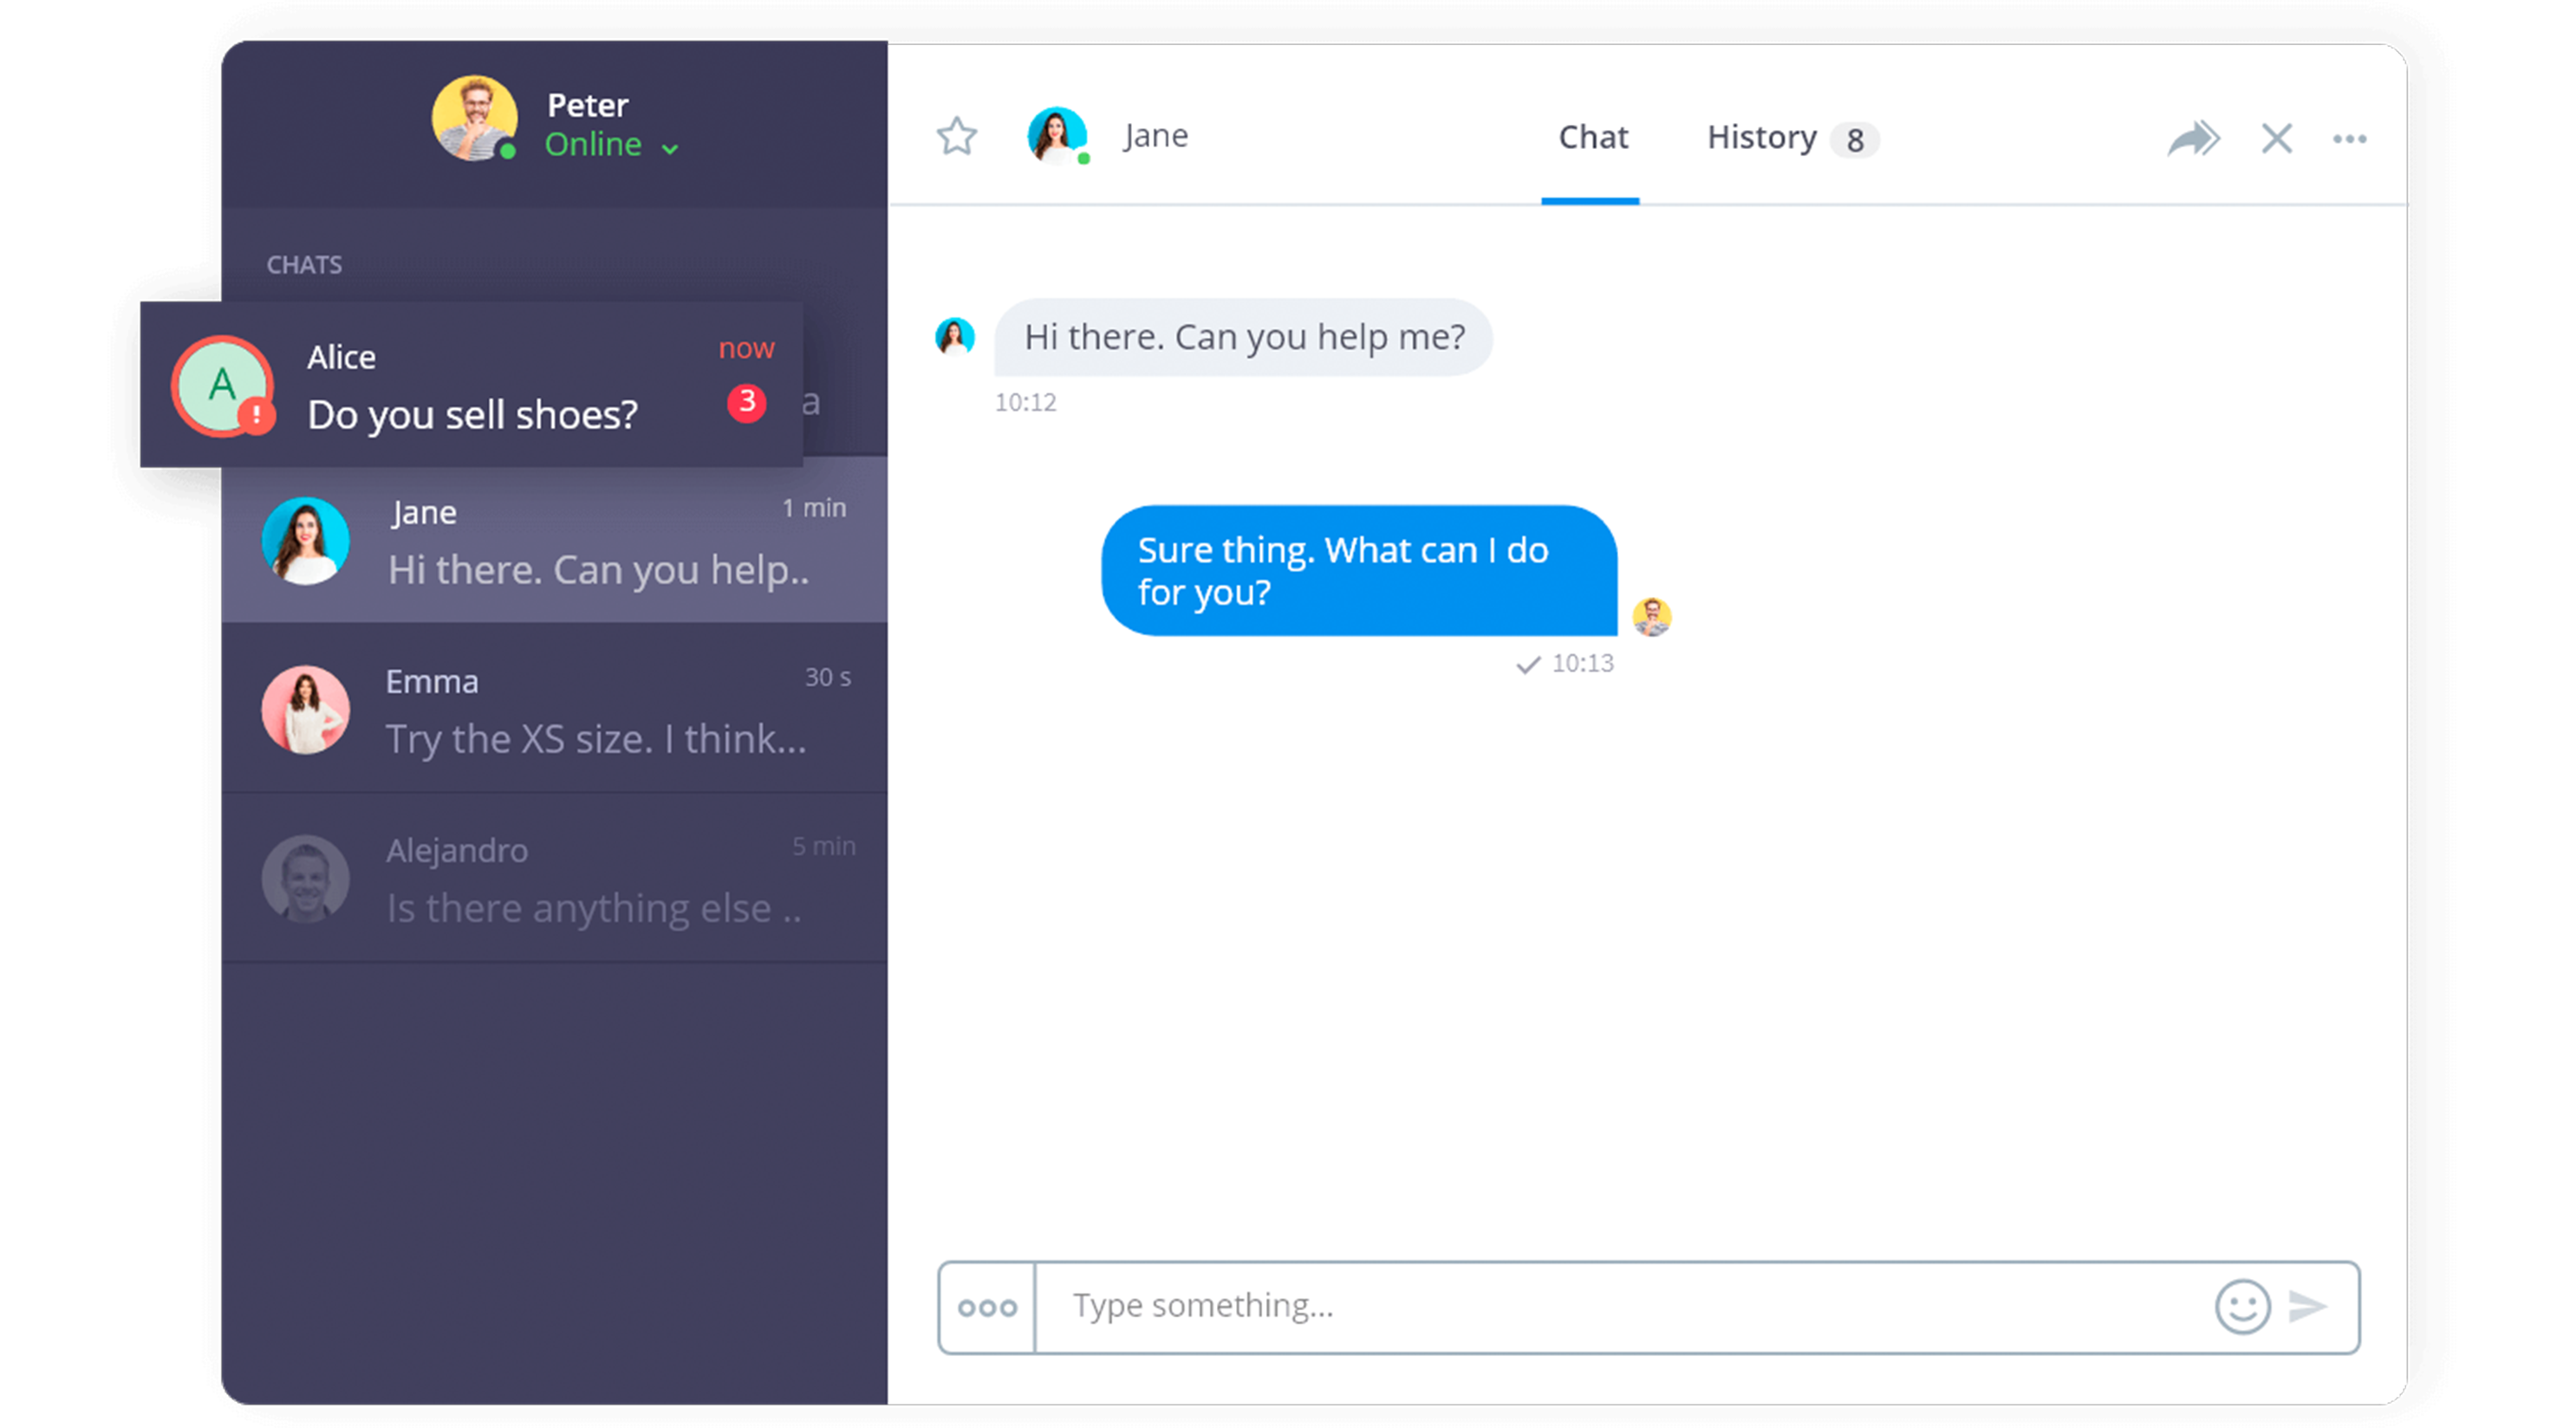 Peter
Online
CHATS
Alice
now
Do you sell shoes?
3
a
A
!
Jane
1 min
Hi there. Can you help..
Emma
30 s
Try the XS size. I think...
Alejandro
5 min
Is there anything else ..
Jane
Chat
History 8
Hi there. Can you help me?
10:12
Sure thing. What can I do
for you?
10:13
Type something...